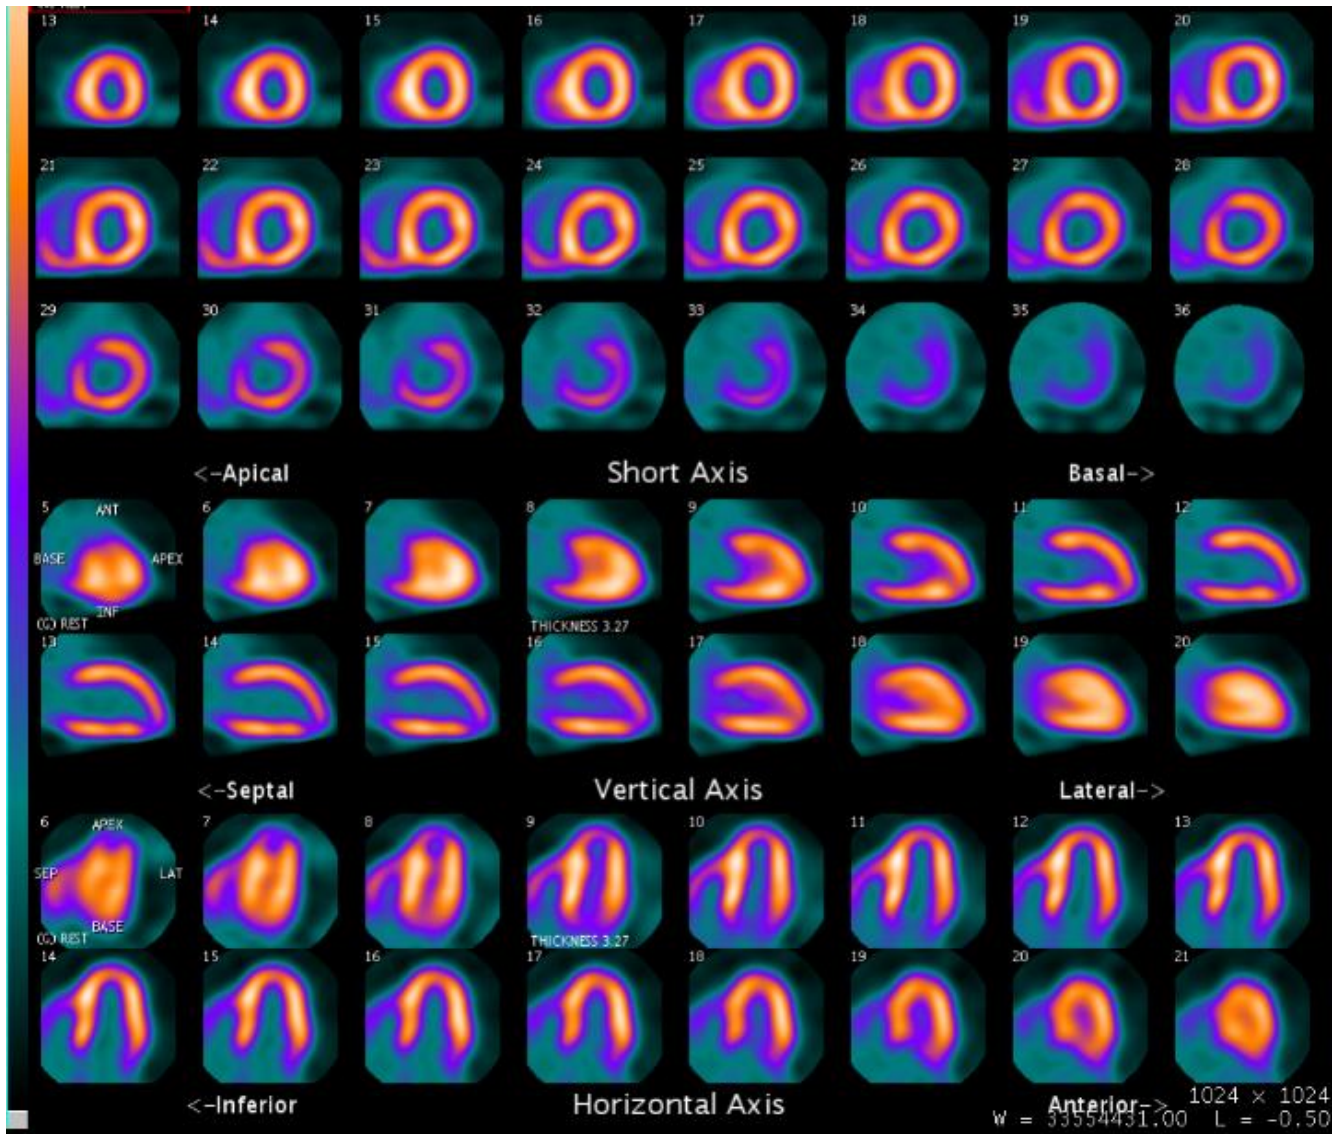 13 14 15 16 17 18 19 20
21 22 23 24 25 26 27 28
29 30 31 32 33 34 35 36
<-Apical Short Axis Basal->
5 6 7 8 9 10 11 12
ANT
BASE APEX
INF
(G) REST THICKNESS 3.27
13 14 15 16 17 18 19 20
<-Septal Vertical Axis Lateral->
6 7 8 9 10 11 12 13
APEX
SEP LAT
BASE
(G) REST THICKNESS 3.27
14 15 16 17 18 19 20 21
<-Inferior Horizontal Axis Anterior->
1024 × 1024
W = 33554431.00 L = -0.50